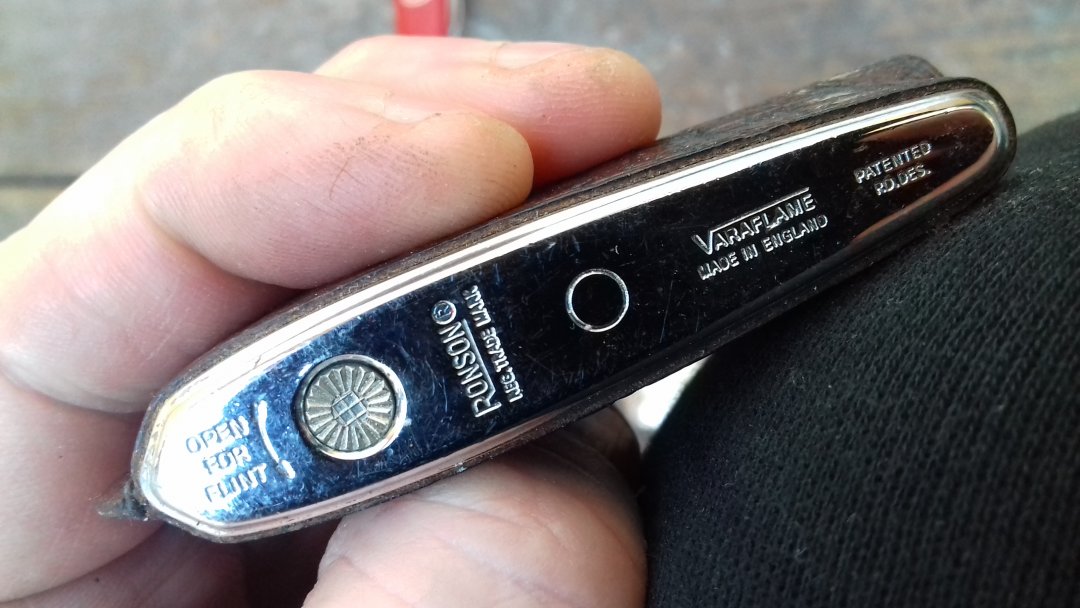 OPEN
FOR
FLINT
RONSON®
REG. TRADE MARK
VARAFLAME
MADE IN ENGLAND
PATENTED
RD.DES.